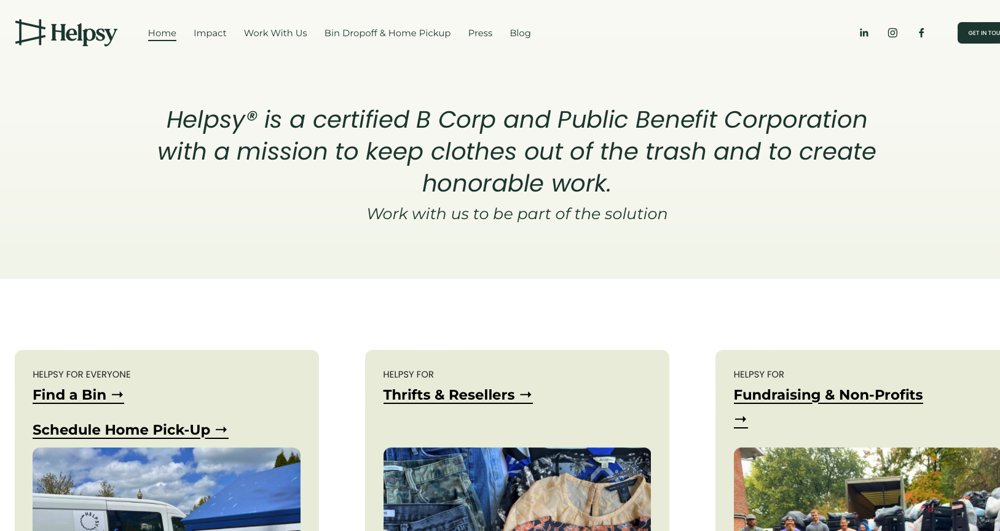 Helpsy
Home Impact Work With Us Bin Dropoff & Home Pickup Press Blog
GET IN TOU
Helpsy® is a certified B Corp and Public Benefit Corporation
with a mission to keep clothes out of the trash and to create
honorable work.
Work with us to be part of the solution
HELPSY FOR EVERYONE
Find a Bin →
Schedule Home Pick-Up →
HELPSY FOR
Thrifts & Resellers →
HELPSY FOR
Fundraising & Non-Profits
→
HELPSY